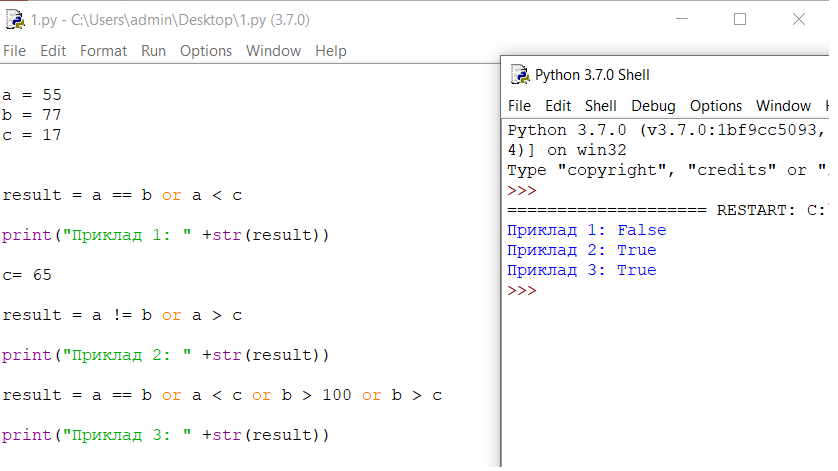 1.py - C:\Users\admin\Desktop\1.py (3.7.0)
File Edit Format Run Options Window Help
a = 55
b = 77
c = 17
result = a == b or a < c
print("Приклад 1: " +str(result))
c= 65
result = a != b or a > c
print("Приклад 2: " +str(result))
result = a == b or a < c or b > 100 or b > c
print("Приклад 3: " +str(result))
Python 3.7.0 Shell
File Edit Shell Debug Options Window
Python 3.7.0 (v3.7.0:1bf9cc5093,
4)] on win32
Type "copyright", "credits" or "
>>>
==================== RESTART: C:
Приклад 1: False
Приклад 2: True
Приклад 3: True
>>>